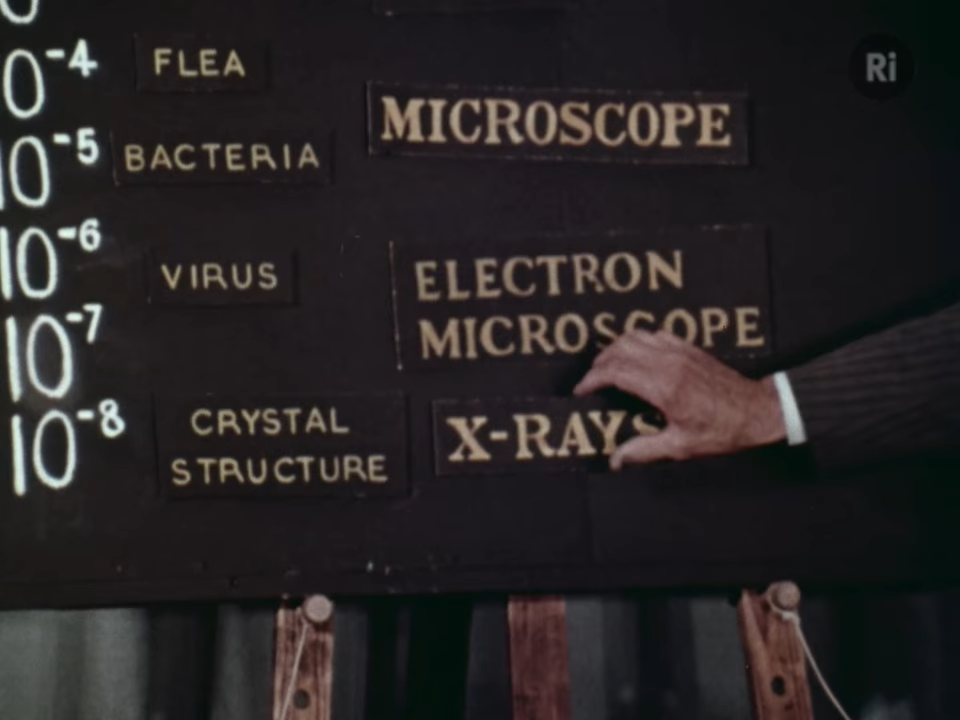 0
0-4 FLEA
MICROSCOPE
10-5 BACTERIA
10-6 VIRUS
ELECTRON
MICROSCOPE
10-7
10-8 CRYSTAL
STRUCTURE
X-RAYS
Ri